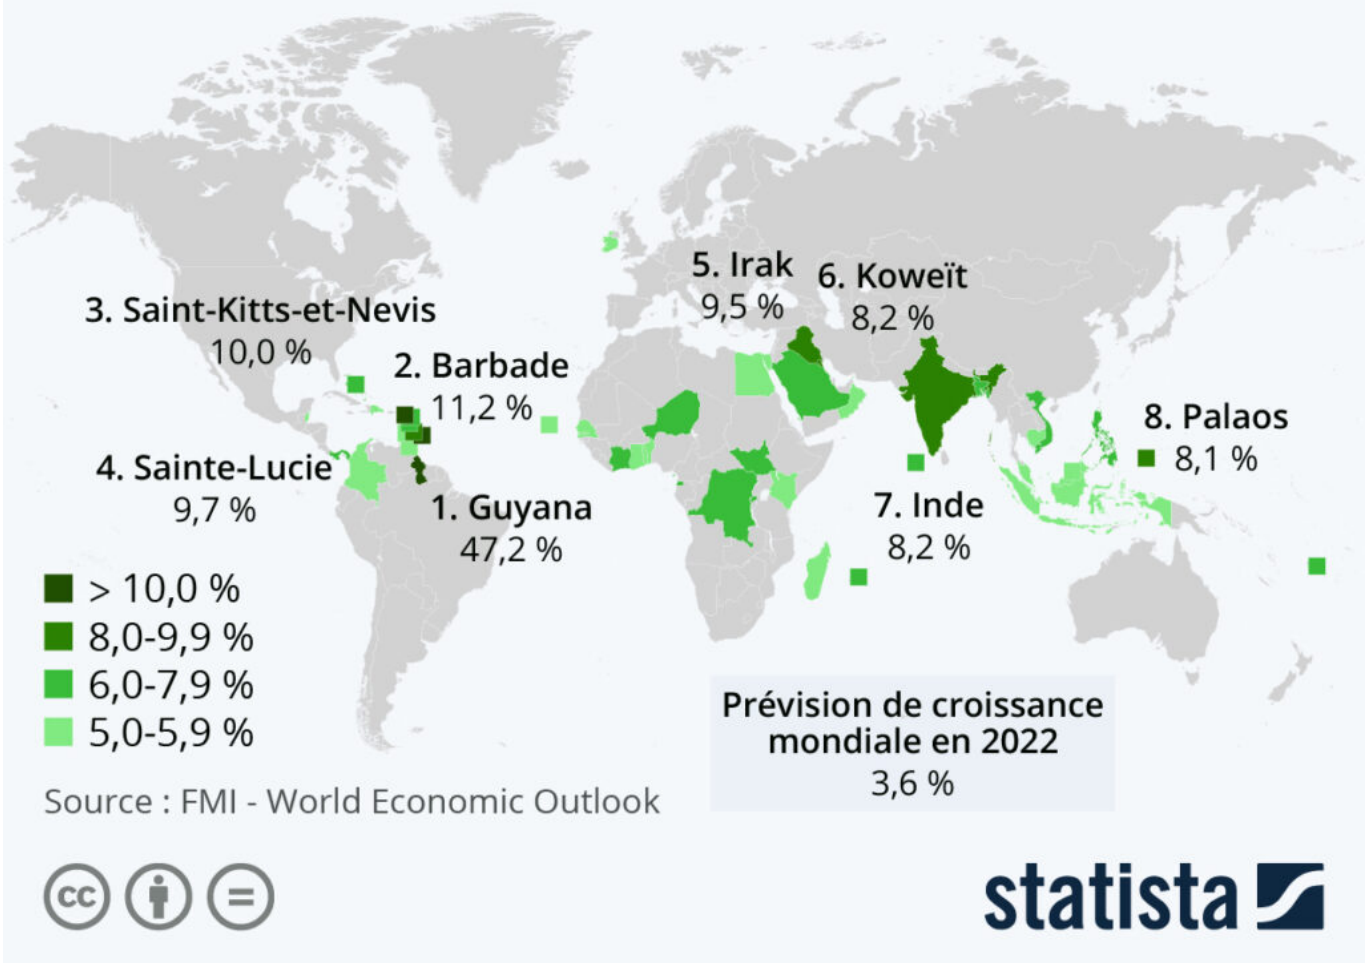 5. Irak
9,5 %
6. Koweït
8,2 %
3. Saint-Kitts-et-Nevis
10,0 %
2. Barbade
11,2 %
8. Palaos
8,1 %
4. Sainte-Lucie
9,7 %
1. Guyana
47,2 %
7. Inde
8,2 %
> 10,0 %
8,0-9,9 %
6,0-7,9 %
5,0-5,9 %
Prévision de croissance
mondiale en 2022
3,6 %
Source : FMI - World Economic Outlook
cc
=
statista